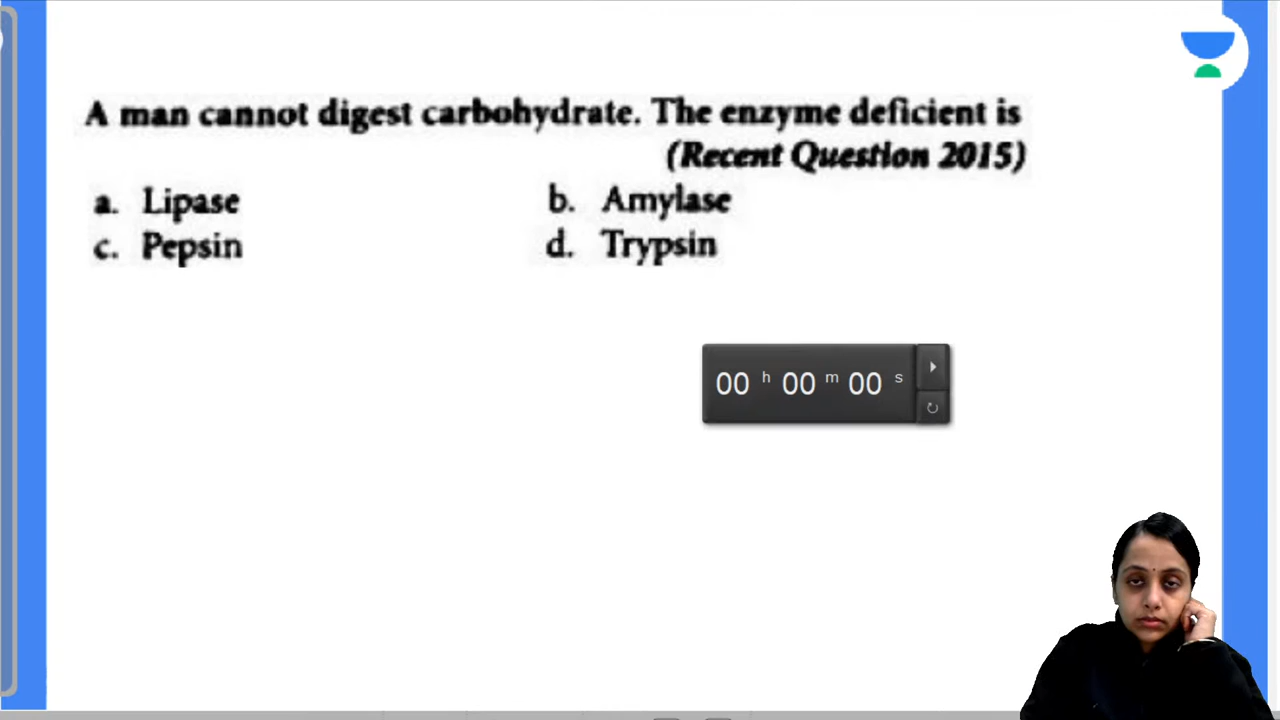 A man cannot digest carbohydrate. The enzyme deficient is
(Recent Question 2015)
a. Lipase
b. Amylase
c. Pepsin
d. Trypsin
00 h 00 m 00 s